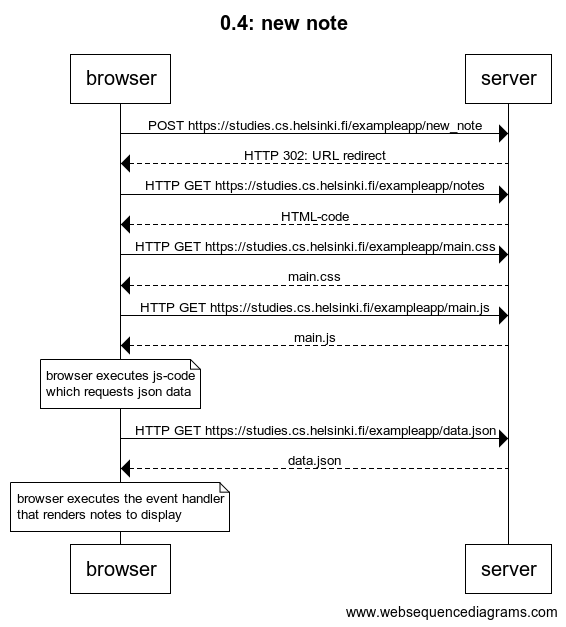 0.4: new note
browser
server
POST https://studies.cs.helsinki.fi/exampleapp/new_note
HTTP 302: URL redirect
HTTP GET https://studies.cs.helsinki.fi/exampleapp/notes
HTML-code
HTTP GET https://studies.cs.helsinki.fi/exampleapp/main.css
main.css
HTTP GET https://studies.cs.helsinki.fi/exampleapp/main.js
main.js
browser executes js-code
which requests json data
HTTP GET https://studies.cs.helsinki.fi/exampleapp/data.json
data.json
browser executes the event handler
that renders notes to display
browser
server
www.websequencediagrams.com